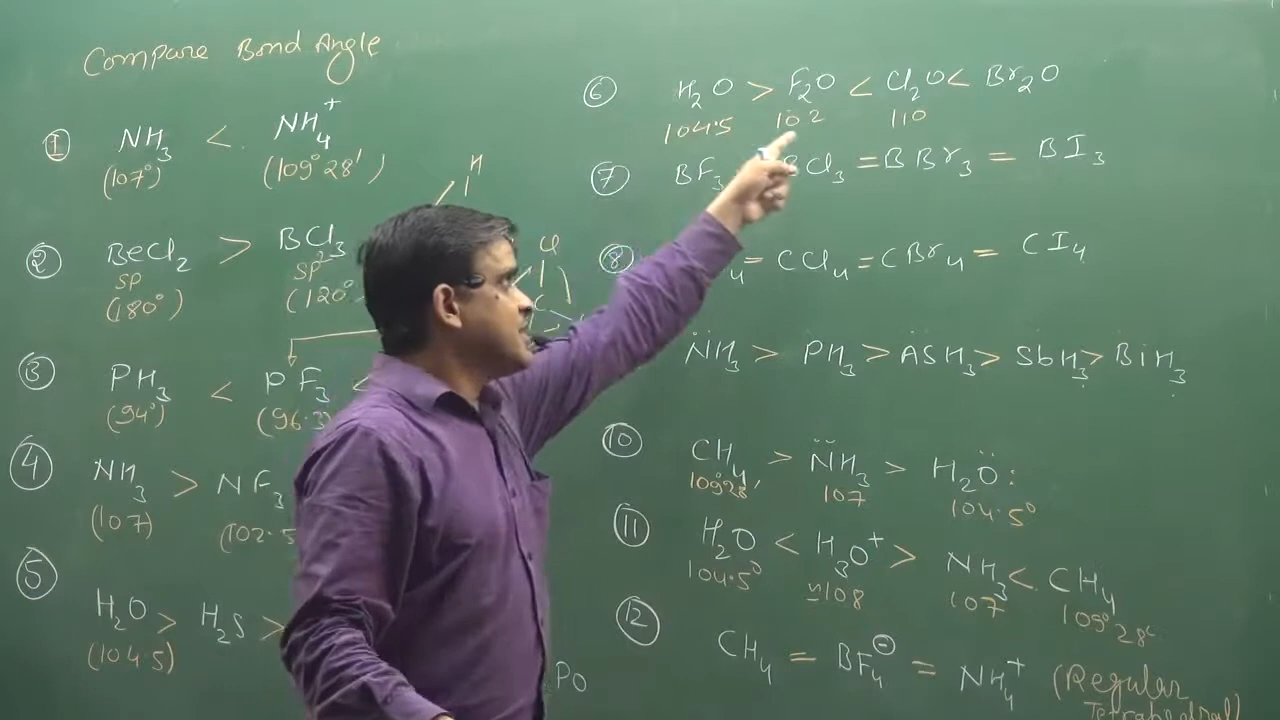 Compare Bond Angle
① NH₃ < NH₄⁺
(107°) (109°28')
② BeCl₂ > BCl₃
sp sp²
(180°) (120°
③ PH₃ < PF₃ <
(94°) (96.3
④ NH₃ > NF₃
(107) (102.5
⑤ H₂O > H₂S >
(104.5)
Po
H
Cl
C
⑥ H₂O > F₂O < Cl₂O < Br₂O
104.5 102 110
⑦ BF₃ BCl₃ = BBr₃ = BI₃
⑧ ₄ = CCl₄ = CBr₄ = CI₄
NH₃ > PH₃ > ASH₃ > SbH₃ > BiH₃
⑩ CH₄ > NH₃ > H₂O:
109°28' 107 104.5°
⑪ H₂O < H₃O⁺ > NH₃ < CH₄
104.5° ~108 107 109°28'
⑫ CH₄ = BF₄⊖ = NH₄⁺ (Regular
Tetrahedral)